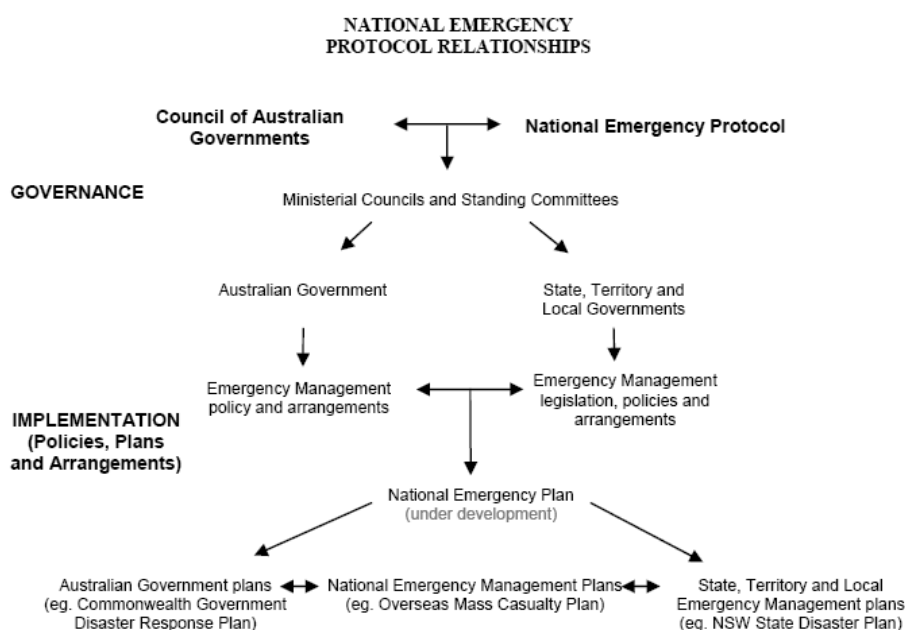 NATIONAL EMERGENCY
PROTOCOL RELATIONSHIPS
Council of Australian
Governments
National Emergency Protocol
GOVERNANCE
Ministerial Councils and Standing Committees
Australian Government
State, Territory and
Local Governments
Emergency Management
policy and arrangements
Emergency Management
legislation, policies and
arrangements
IMPLEMENTATION
(Policies, Plans
and Arrangements)
National Emergency Plan
(under development)
Australian Government plans
(eg. Commonwealth Government
Disaster Response Plan)
National Emergency Management Plans
(eg. Overseas Mass Casualty Plan)
State, Territory and Local
Emergency Management plans
(eg. NSW State Disaster Plan)